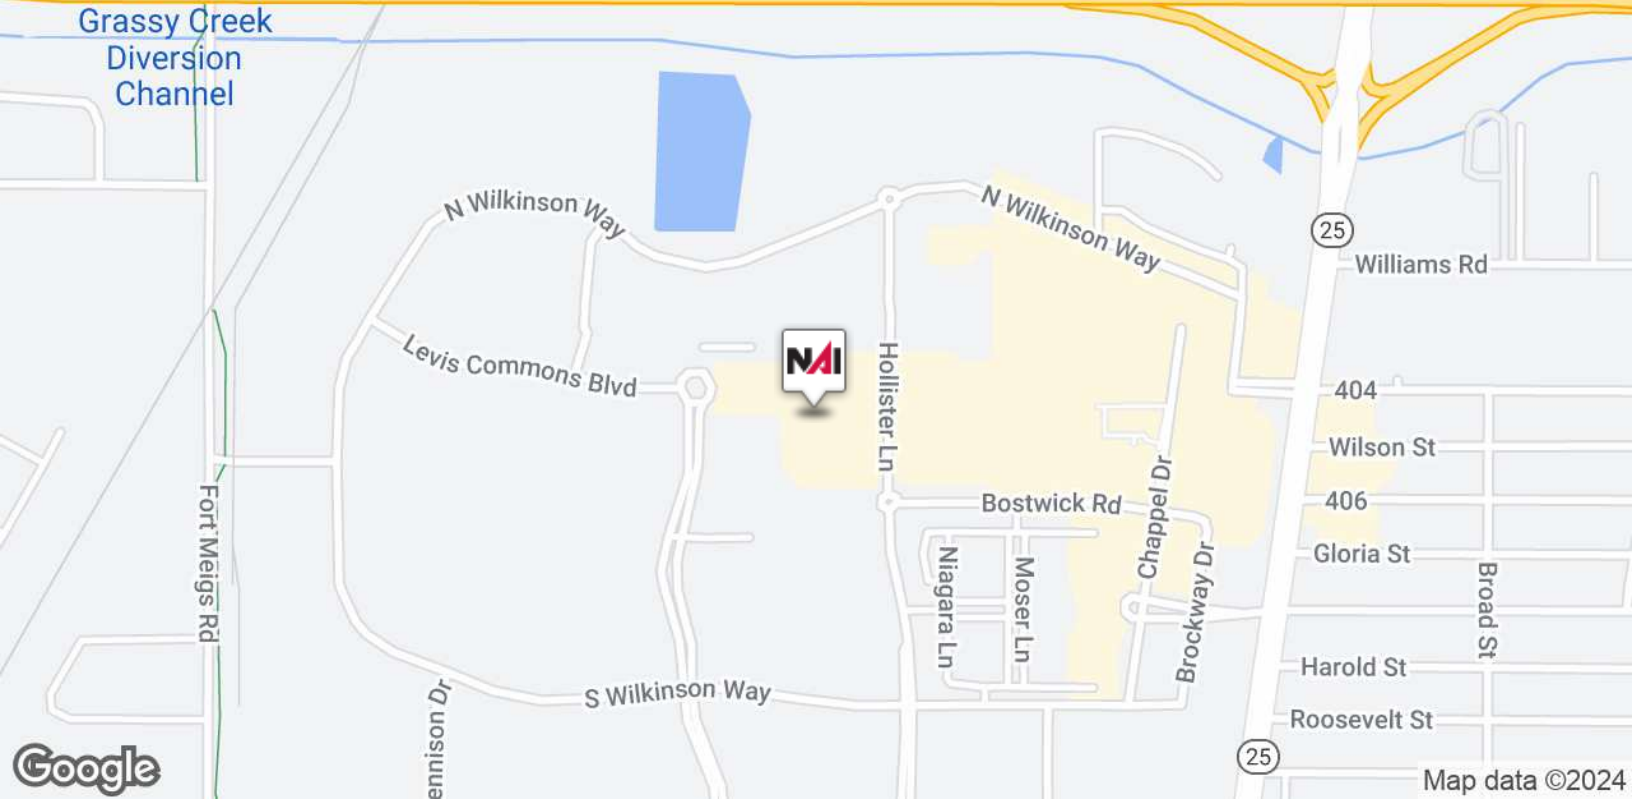 Grassy Creek
Diversion
Channel
N Wilkinson Way
N Wilkinson Way
25
Williams Rd
Levis Commons Blvd
NAI
Hollister Ln
404
Wilson St
406
Bostwick Rd
Chappel Dr
Gloria St
Fort Meigs Rd
Niagara Ln
Moser Ln
Brockway Dr
Broad St
Harold St
S Wilkinson Way
ennison Dr
Roosevelt St
25
Google
Map data ©2024